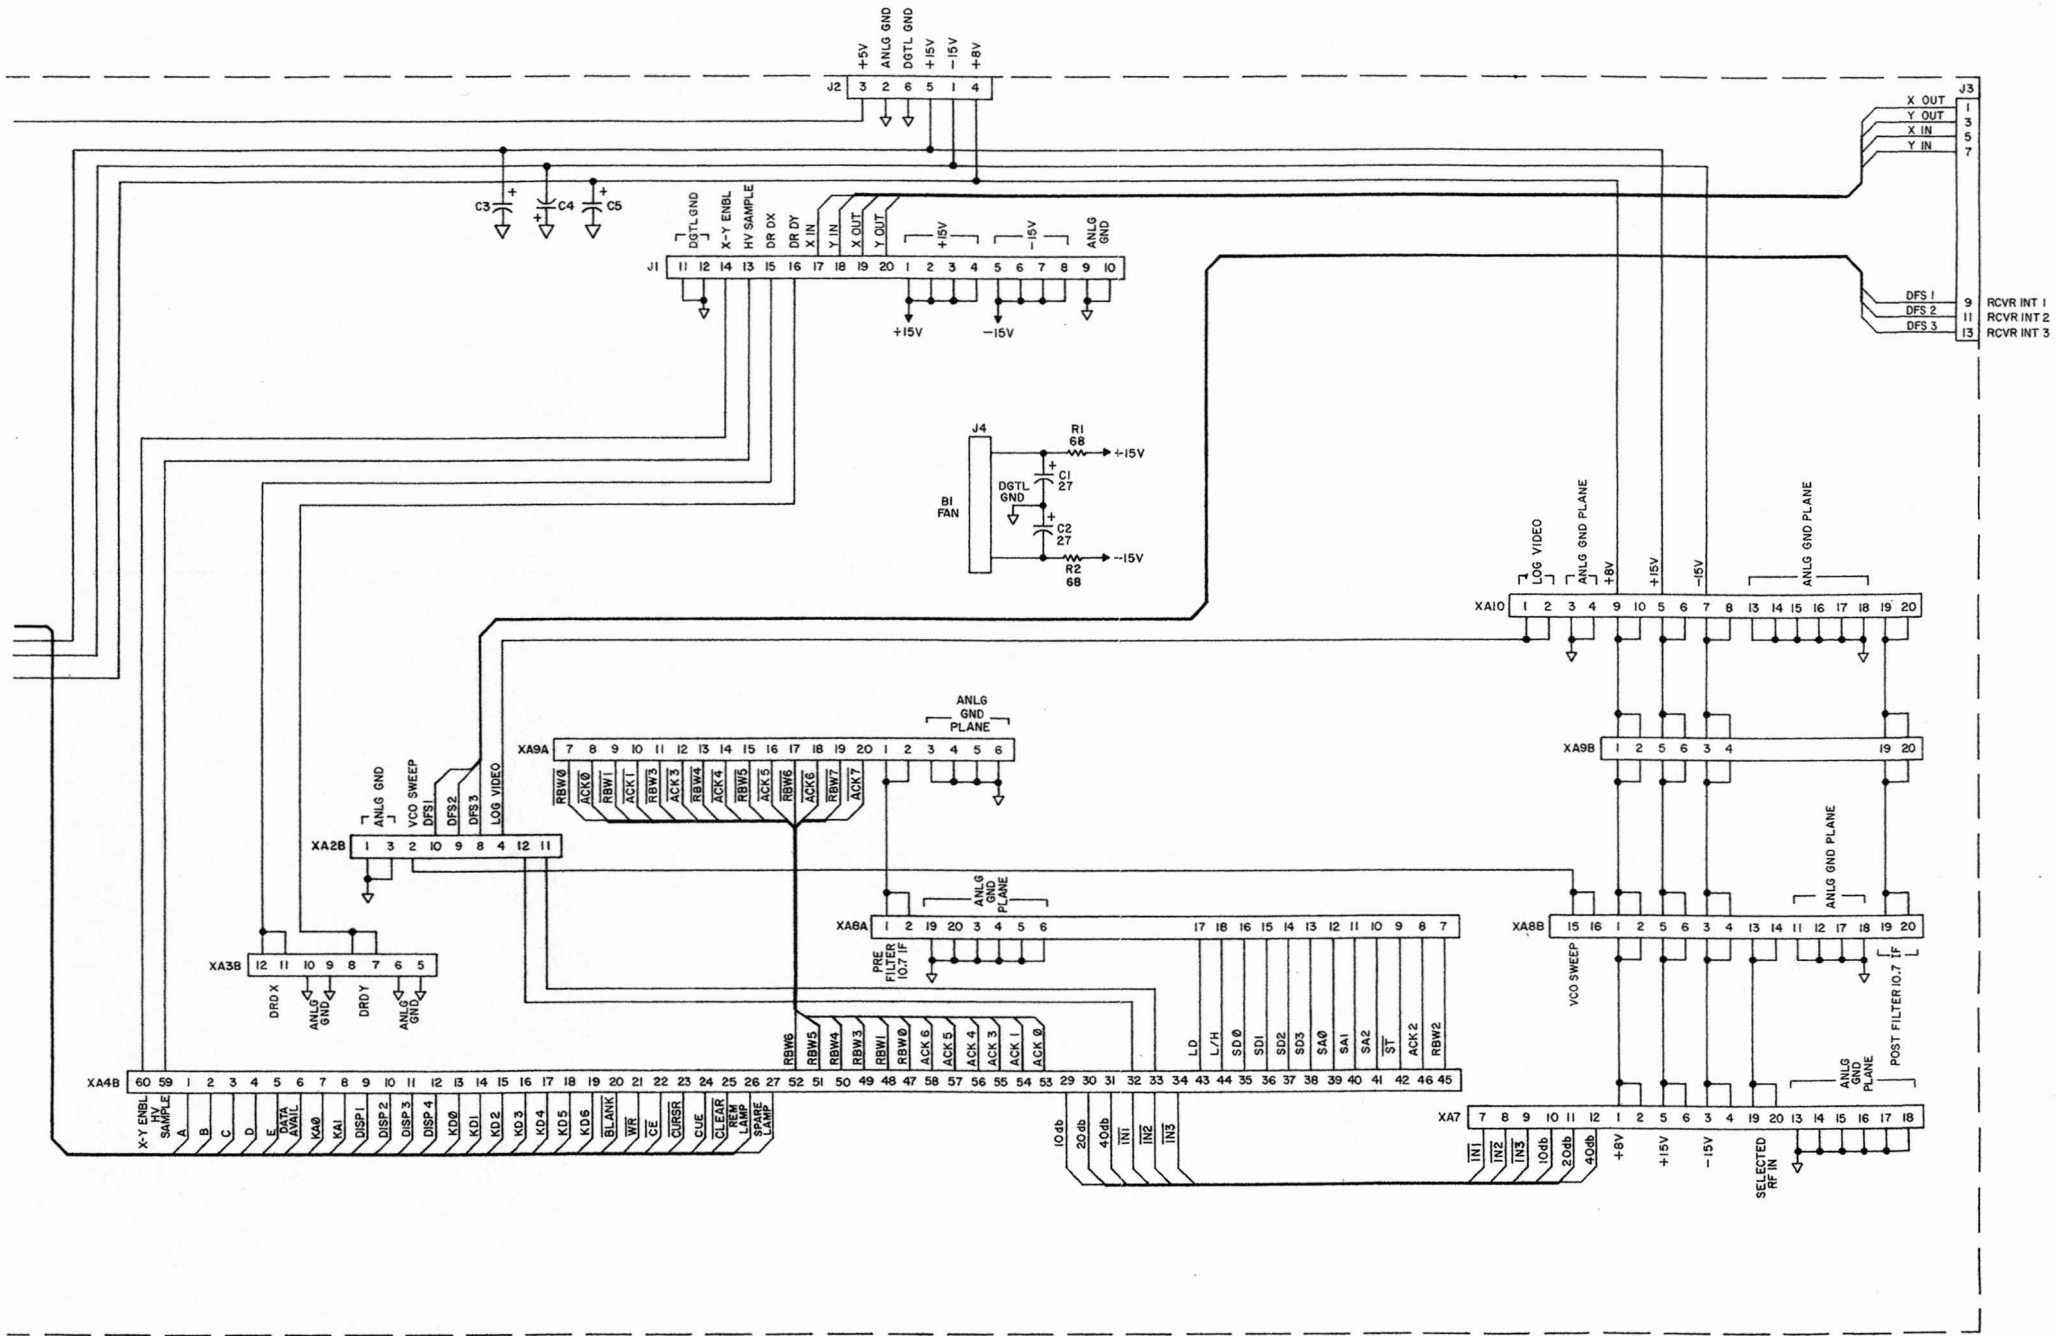 +5V
ANLG GND
DGTL GND
+15V
-15V
+8V
J2 3 2 6 5 1 4
J3
X OUT 1
Y OUT 3
X IN 5
Y IN 7
DFS 1 9 RCVR INT 1
DFS 2 11 RCVR INT 2
DFS 3 13 RCVR INT 3
C3 + C4 + C5 +
DGTL GND
X-Y ENBL
HV SAMPLE
DR DX
DR DY
X IN
Y IN
X OUT
Y OUT
+15V
-15V
ANLG
GND
J1 11 12 14 13 15 16 17 18 19 20 1 2 3 4 5 6 7 8 9 10
+15V
-15V
J4
R1
68
+15V
+
C1
27
DGTL
GND
B1
FAN
+
C2
27
-15V
R2
68
LOG VIDEO
ANLG GND PLANE
+8V
+15V
-15V
ANLG GND PLANE
XA10 1 2 3 4 9 10 5 6 7 8 13 14 15 16 17 18 19 20
ANLG
GND
PLANE
XA9A 7 8 9 10 11 12 13 14 15 16 17 18 19 20 1 2 3 4 5 6
RBW0
ACK0
RBW1
ACK1
RBW3
ACK3
RBW4
ACK4
RBW5
ACK5
RBW6
ACK6
RBW7
ACK7
XA9B 1 2 5 6 3 4 19 20
ANLG GND
VCO SWEEP
DFS1
DFS2
DFS3
LOG VIDEO
XA2B 1 3 2 10 9 8 4 12 11
ANLG
GND
PLANE
XA8A 1 2 19 20 3 4 5 6 17 18 16 15 14 13 12 11 10 9 8 7
PRE
FILTER
10.7 IF
ANLG GND PLANE
XA8B 15 16 1 2 5 6 3 4 13 14 11 12 17 18 19 20
VCO SWEEP
POST FILTER 10.7 IF
XA3B 12 11 10 9 8 7 6 5
DRDX
ANLG
GND
DRDY
ANLG
GND
RBW6
RBW5
RBW4
RBW3
RBW1
RBW0
ACK 6
ACK 5
ACK 4
ACK 3
ACK 1
ACK 0
LD
L/H
SD0
SD1
SD2
SD3
SA0
SA1
SA2
ST
ACK2
RBW2
XA4B 60 59 1 2 3 4 5 6 7 8 9 10 11 12 13 14 15 16 17 18 19 20 21 22 23 24 25 26 27 52 51 50 49 48 47 58 57 56 55 54 53 29 30 31 32 33 34 43 44 35 36 37 38 39 40 41 42 46 45
X-Y ENBL
HV
SAMPLE
A
B
C
D
E
DATA
AVAIL
KA0
KA1
DISP1
DISP2
DISP3
DISP4
KD0
KD1
KD2
KD3
KD4
KD5
KD6
BLANK
WR
CE
CURSR
CUE
CLEAR
REM
LAMP
SPARE
LAMP
10db
20db
40db
IN1
IN2
IN3
ANLG
GND
PLANE
XA7 7 8 9 10 11 12 1 2 5 6 3 4 19 20 13 14 15 16 17 18
IN1
IN2
IN3
10db
20db
40db
+8V
+15V
-15V
SELECTED
RF IN